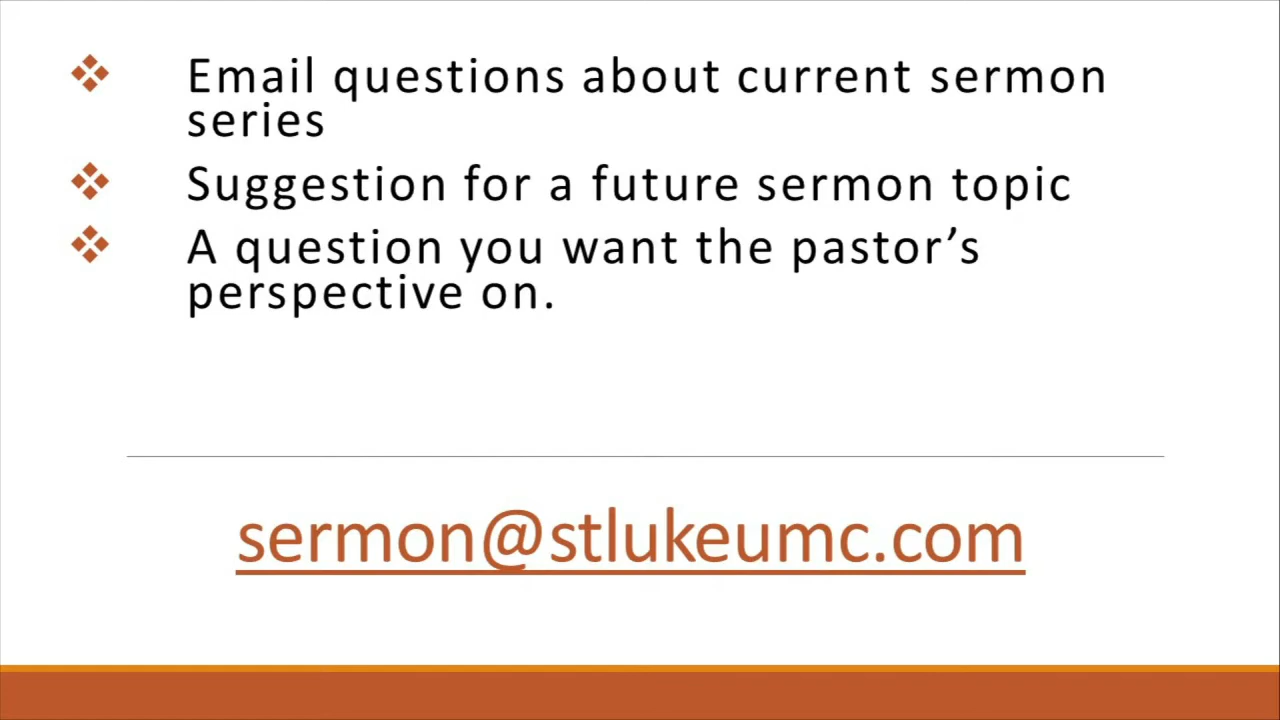 Email questions about current sermon
series
Suggestion for a future sermon topic
A question you want the pastor’s
perspective on.
sermon@stlukeumc.com